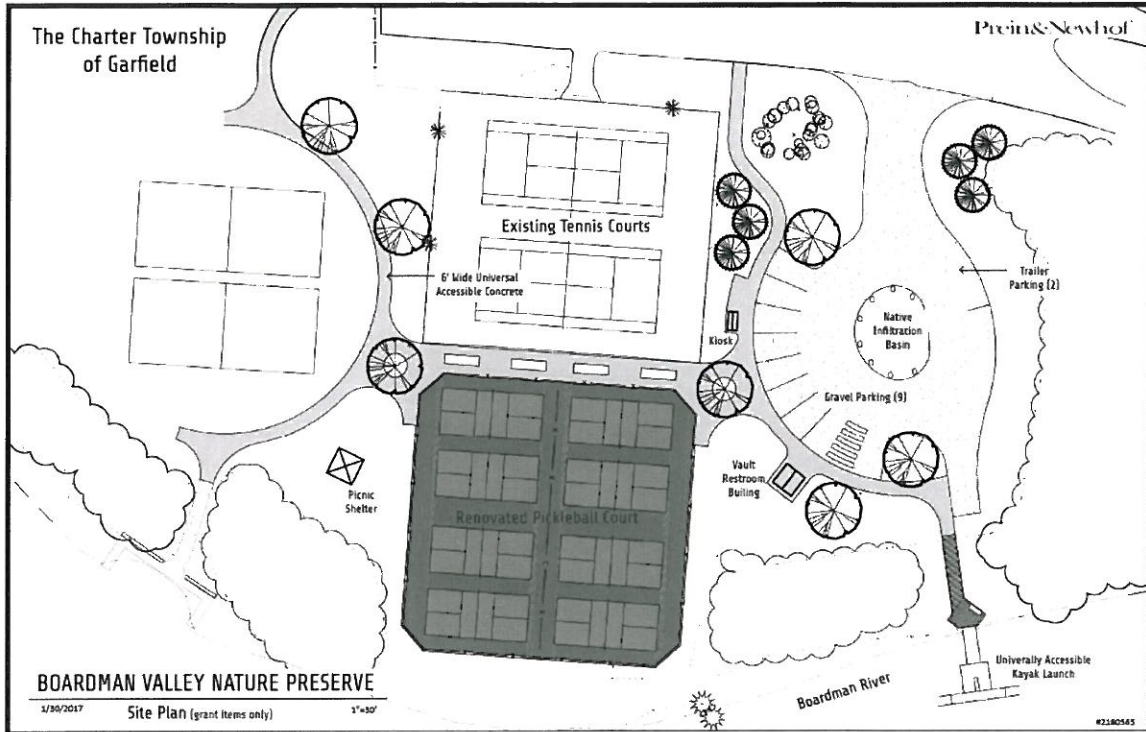 The Charter Township
of Garfield
Prein&Newhof
Existing Tennis Courts
6' Wide Universal
Accessible Concrete
Trailer
Parking (2)
Native
Infiltration
Basin
Kiosk
Gravel Parking (9)
Picnic
Shelter
Vault
Restroom
Builing
Renovated Pickleball Court
Univerally Accessible
Kayak Launch
Boardman River
BOARDMAN VALLEY NATURE PRESERVE
1/30/2017 Site Plan (grant items only) 1"=30'
#2180565